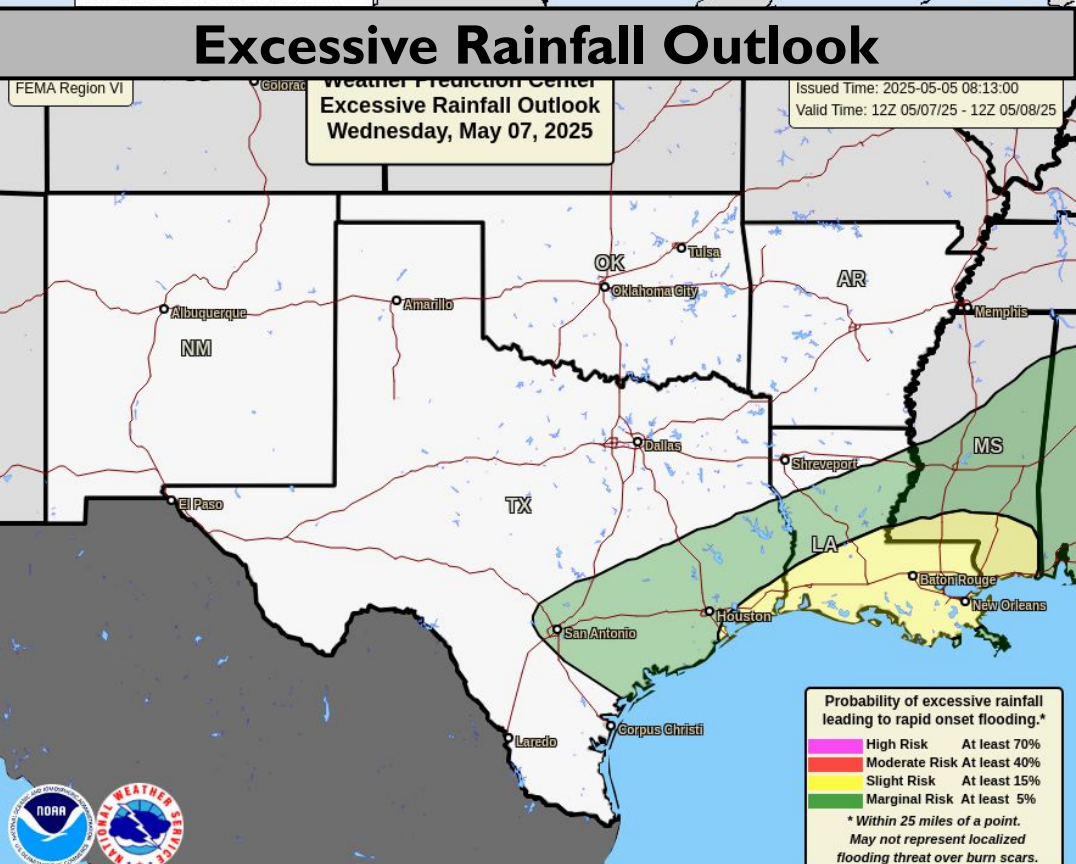 Excessive Rainfall Outlook
FEMA Region VI
Weather Prediction Center
Excessive Rainfall Outlook
Wednesday, May 07, 2025
Issued Time: 2025-05-05 08:13:00
Valid Time: 12Z 05/07/25 - 12Z 05/08/25
Colorad
Tulsa
OK
Oklahoma City
AR
Albuquerque
Amarillo
Memphis
NM
Dallas
MS
Shreveport
El Paso
TX
LA
Baton Rouge
New Orleans
Houston
San Antonio
Corpus Christi
Laredo
Probability of excessive rainfall
leading to rapid onset flooding.*
High Risk At least 70%
Moderate Risk At least 40%
Slight Risk At least 15%
Marginal Risk At least 5%
* Within 25 miles of a point.
May not represent localized
flooding threat over burn scars.
NOAA
NATIONAL WEATHER SERVICE